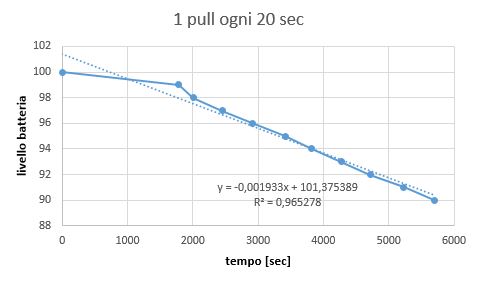 1 pull ogni 20 sec
102
100
98
96
94
92
90
88
livello batteria
y = -0,001933x + 101,375389
R² = 0,965278
0 1000 2000 3000 4000 5000 6000
tempo [sec]